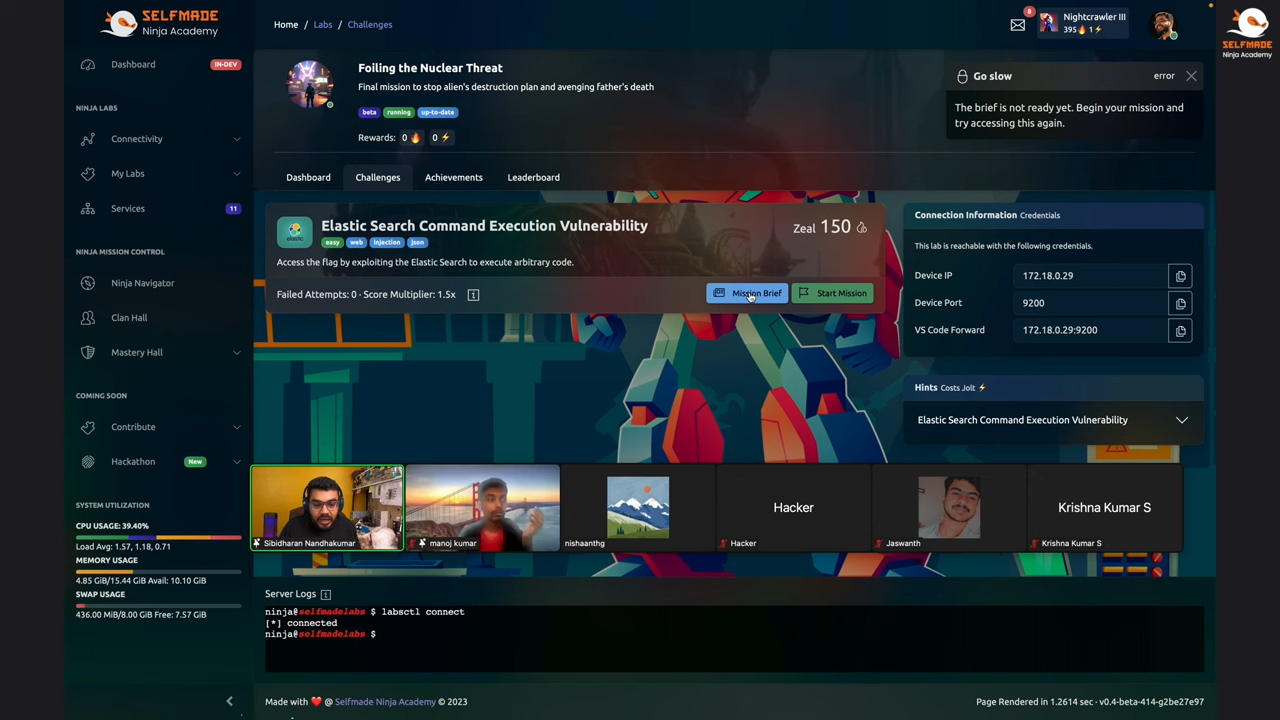 SELFMADE
Ninja Academy
Dashboard
IN-DEV
NINJA LABS
Connectivity
My Labs
Services
11
NINJA MISSION CONTROL
Ninja Navigator
Clan Hall
Mastery Hall
COMING SOON
Contribute
Hackathon
New
SYSTEM UTILIZATION
CPU USAGE: 39.40%
Load Avg: 1.57, 1.18, 0.71
MEMORY USAGE
4.85 GiB/15.44 GiB Avail: 10.10 GiB
SWAP USAGE
436.00 MiB/8.00 GiB Free: 7.57 GiB
Home / Labs / Challenges
8
Nightcrawler III
395 1
SELFMADE
Ninja Academy
Foiling the Nuclear Threat
Final mission to stop alien's destruction plan and avenging father's death
beta running up-to-date
Rewards: 0 0
Go slow error
The brief is not ready yet. Begin your mission and
try accessing this again.
Dashboard Challenges Achievements Leaderboard
elastic
Elastic Search Command Execution Vulnerability
easy web injection json
Zeal 150
Access the flag by exploiting the Elastic Search to execute arbitrary code.
Failed Attempts: 0 · Score Multiplier: 1.5x
Mission Brief
Start Mission
Connection Information Credentials
This lab is reachable with the following credentials.
Device IP 172.18.0.29
Device Port 9200
VS Code Forward 172.18.0.29:9200
Hints Costs Jolt
Elastic Search Command Execution Vulnerability
Sibidharan Nandhakumar
manoj kumar
nishaanthg
Hacker
Hacker
Jaswanth
Krishna Kumar S
Krishna Kumar S
Server Logs
ninja@selfmadelabs $ labsctl connect
[*] connected
ninja@selfmadelabs $
Made with ❤️ @ Selfmade Ninja Academy © 2023
Page Rendered in 1.2614 sec · v0.4-beta-414-g2be27e97